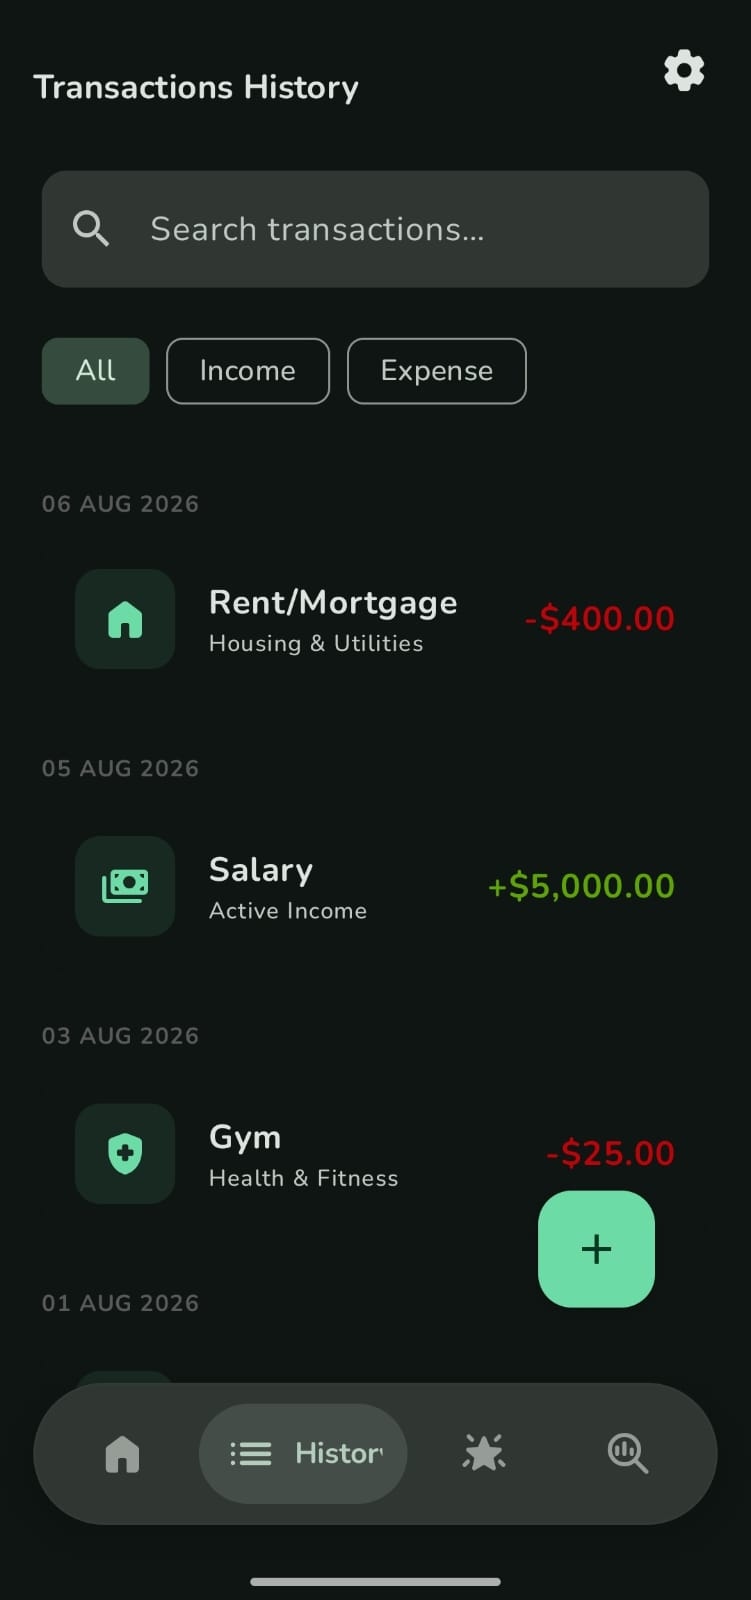 Transactions History
Search transactions...
All
Income
Expense
06 AUG 2026
Rent/Mortgage
Housing & Utilities
-$400.00
05 AUG 2026
Salary
Active Income
+$5,000.00
03 AUG 2026
Gym
Health & Fitness
-$25.00
+
01 AUG 2026
Histor